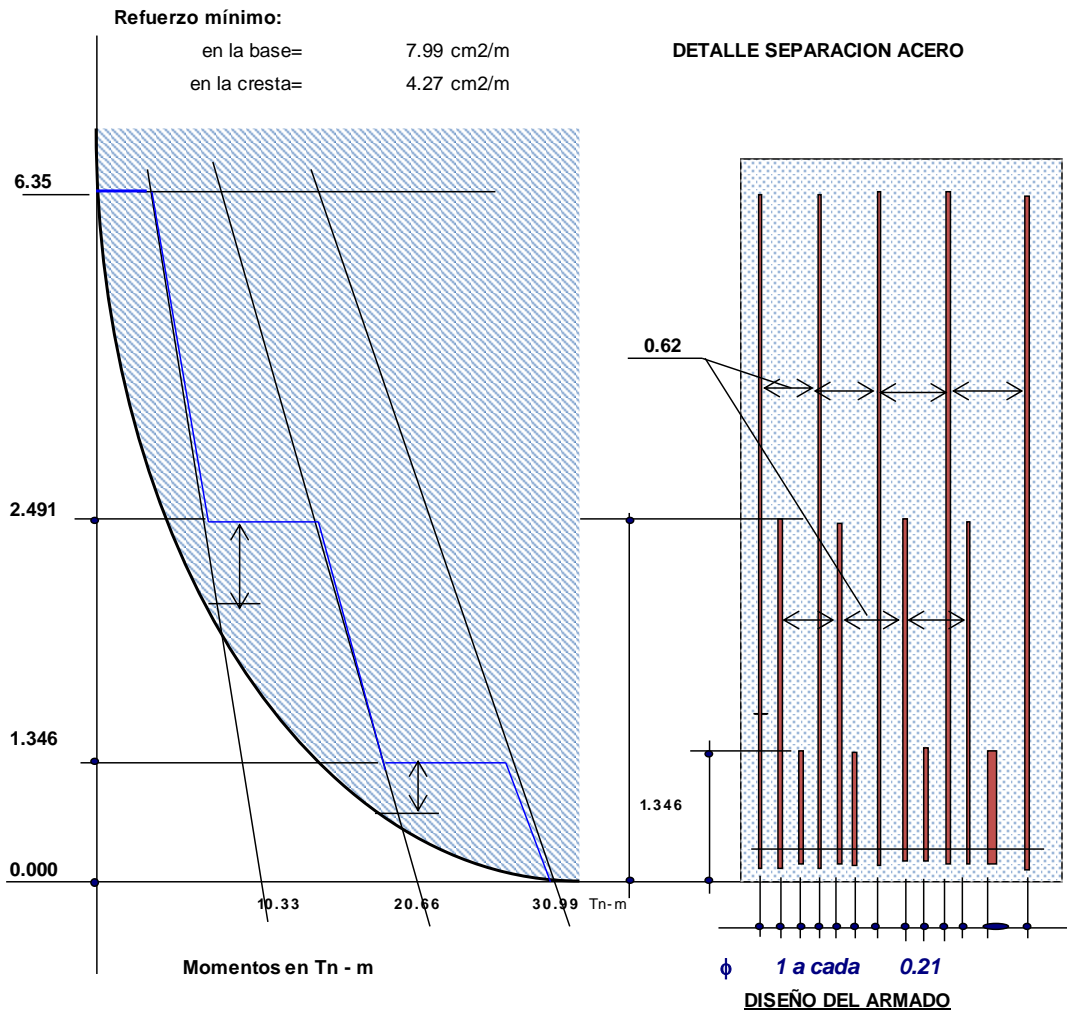 Refuerzo mínimo:
en la base= 7.99 cm2/m
DETALLE SEPARACION ACERO
en la cresta= 4.27 cm2/m
6.35
0.62
2.491
1.346
1.346
0.000
10.33 20.66 30.99 Tn-m
Momentos en Tn - m
ϕ 1 a cada 0.21
DISEÑO DEL ARMADO